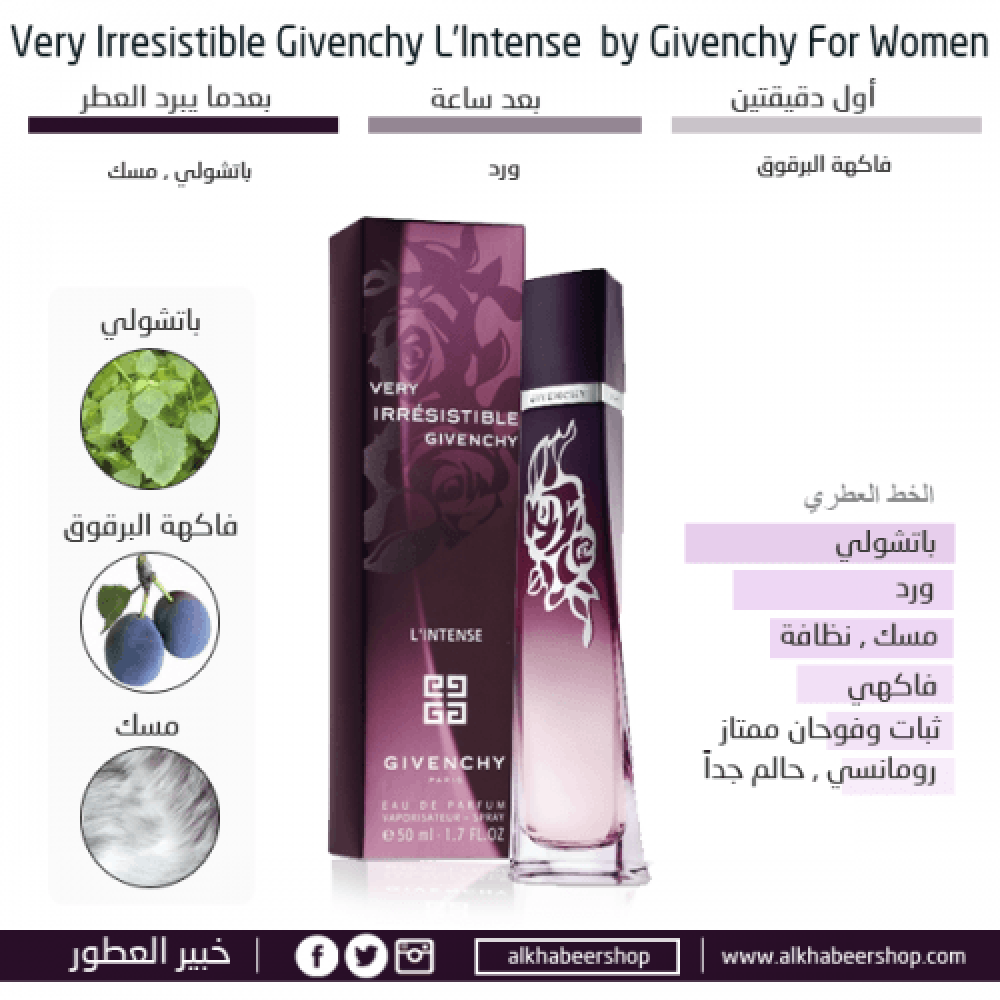 Very Irresistible Givenchy L'Intense by Givenchy For Women
أول دقيقتين
بعد ساعة
بعدما يبرد العطر
فاكهة البرقوق
ورد
باتشولي , مسك
باتشولي
فاكهة البرقوق
مسك
VERY
IRRÉSISTIBLE
GIVENCHY
L'INTENSE
GIVENCHY
PARIS
EAU DE PARFUM
VAPORISATEUR - SPRAY
e 50 ml - 1.7 FL.OZ
GIVENCHY
الخط العطري
باتشولي
ورد
مسك , نظافة
فاكهي
ثبات وفوحان ممتاز
رومانسي , حالم جداً
خبير العطور
alkhabeershop
www.alkhabeershop.com